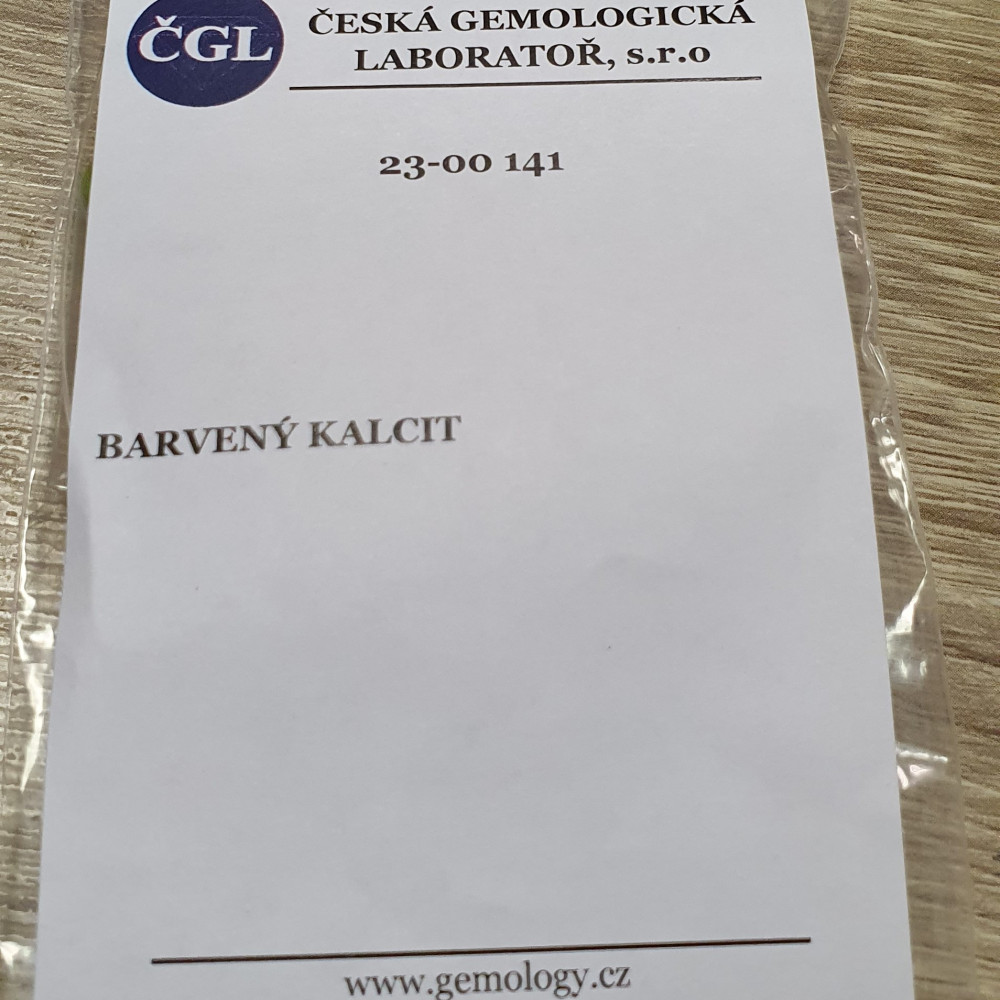 ČGL
ČESKÁ GEMOLOGICKÁ
LABORATOŘ, s.r.o
23-00 141
BARVENÝ KALCIT
www.gemology.cz